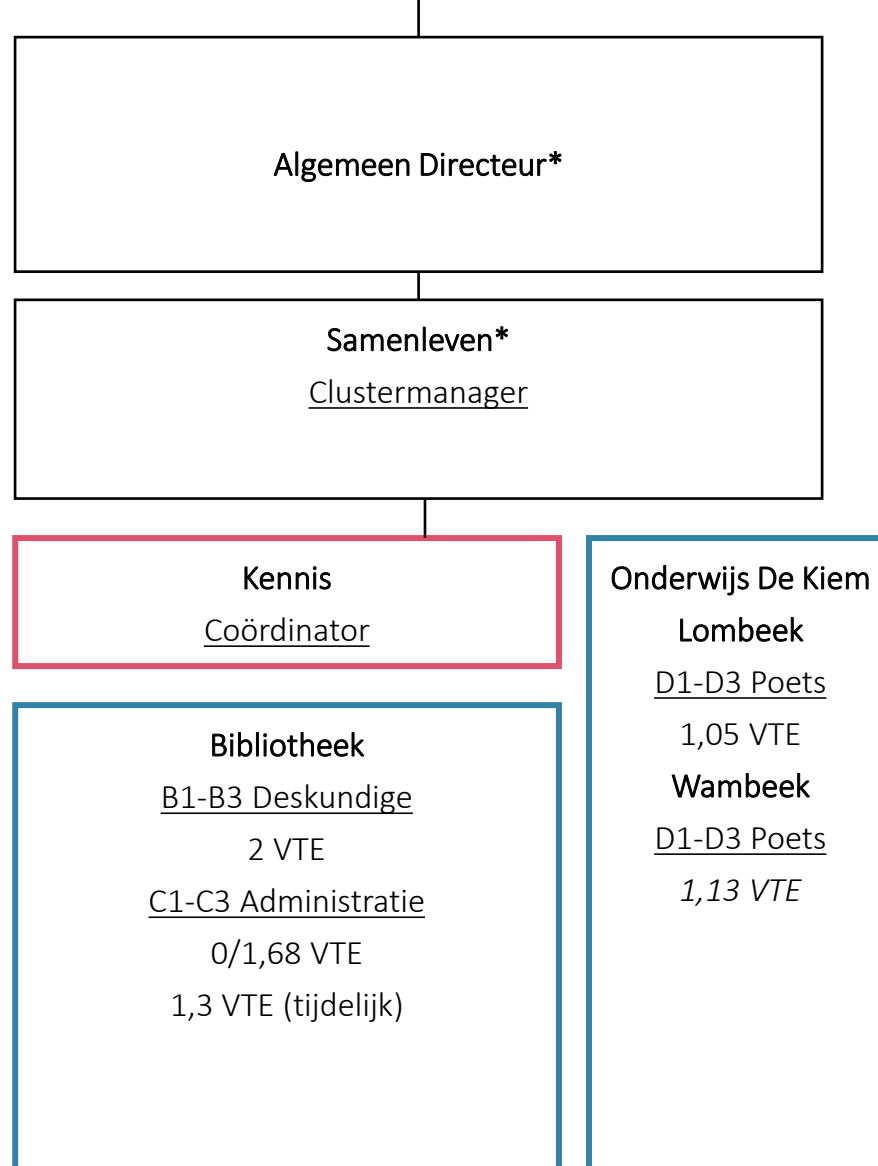 Algemeen Directeur*
Samenleven*
Clustermanager
Kennis
Coördinator
Bibliotheek
B1-B3 Deskundige
2 VTE
C1-C3 Administratie
0/1,68 VTE
1,3 VTE (tijdelijk)
Onderwijs De Kiem
Lombeek
D1-D3 Poets
1,05 VTE
Wambeek
D1-D3 Poets
1,13 VTE